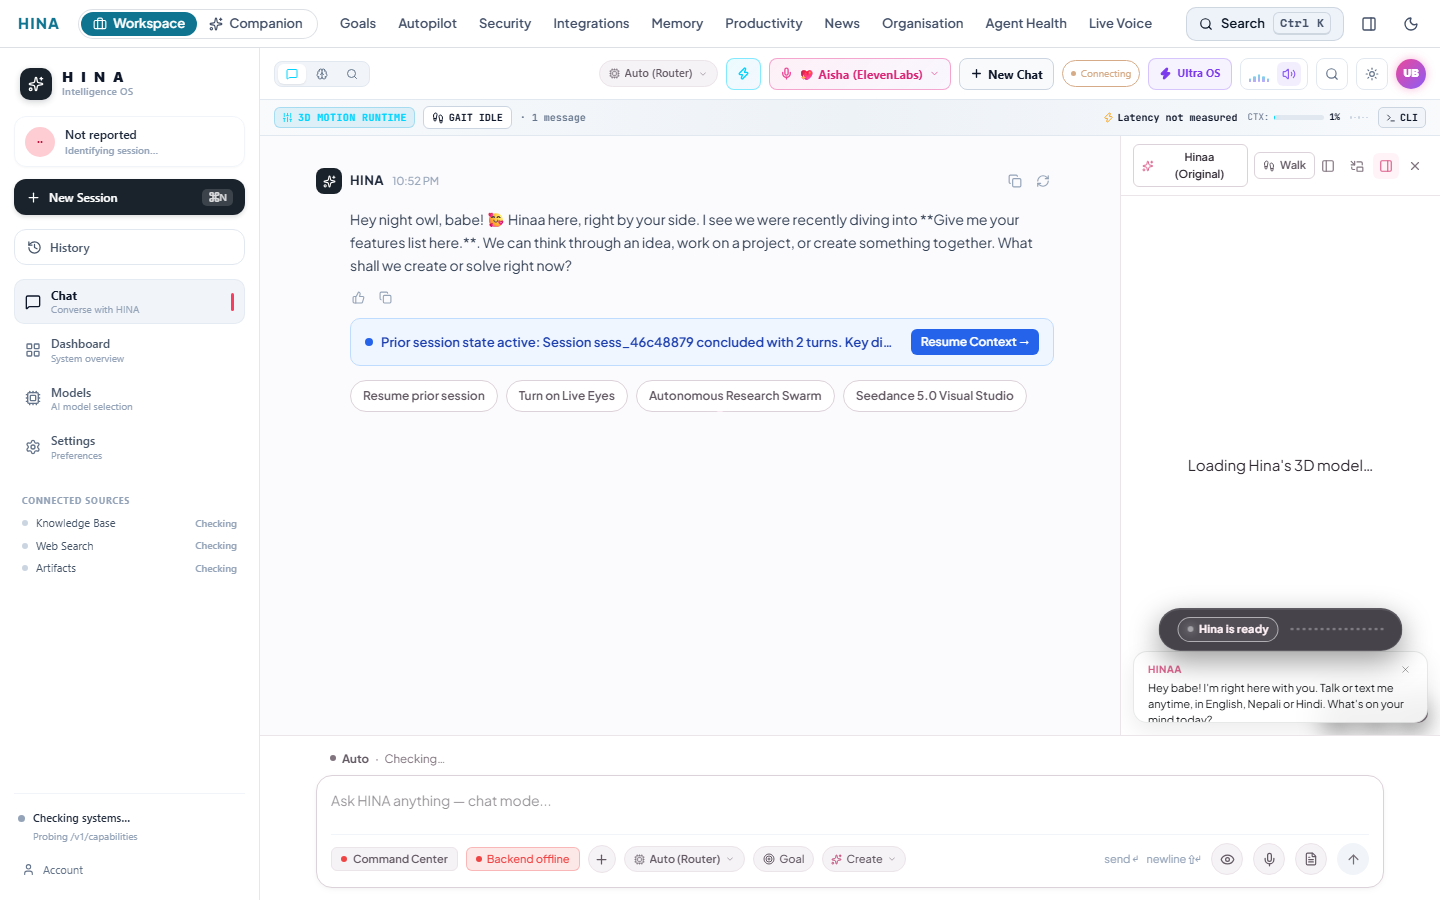 HINA
Workspace
Companion
Goals
Autopilot
Security
Integrations
Memory
Productivity
News
Organisation
Agent Health
Live Voice
Search Ctrl K
HINA
Intelligence OS
Not reported
Identifying session...
New Session ⌘N
History
Chat
Converse with HINA
Dashboard
System overview
Models
AI model selection
Settings
Preferences
CONNECTED SOURCES
Knowledge Base Checking
Web Search Checking
Artifacts Checking
Checking systems...
Probing /v1/capabilities
Account
Auto (Router)
Aisha (ElevenLabs)
New Chat
Connecting
Ultra OS
UB
3D MOTION RUNTIME
GAIT IDLE
· 1 message
Latency not measured
CTX: 1%
CLI
HINA 10:52 PM
Hey night owl, babe! 🥰 Hinaa here, right by your side. I see we were recently diving into **Give me your
features list here.**. We can think through an idea, work on a project, or create something together. What
shall we create or solve right now?
Prior session state active: Session sess_46c48879 concluded with 2 turns. Key di...
Resume Context →
Resume prior session
Turn on Live Eyes
Autonomous Research Swarm
Seedance 5.0 Visual Studio
Hinaa
(Original)
Walk
Loading Hina's 3D model...
Hina is ready
HINAA
Hey babe! I'm right here with you. Talk or text me
anytime, in English, Nepali or Hindi. What's on your
mind today?
Auto · Checking...
Ask HINA anything — chat mode...
Command Center
Backend offline
Auto (Router)
Goal
Create
send ↵ newline ⇧↵